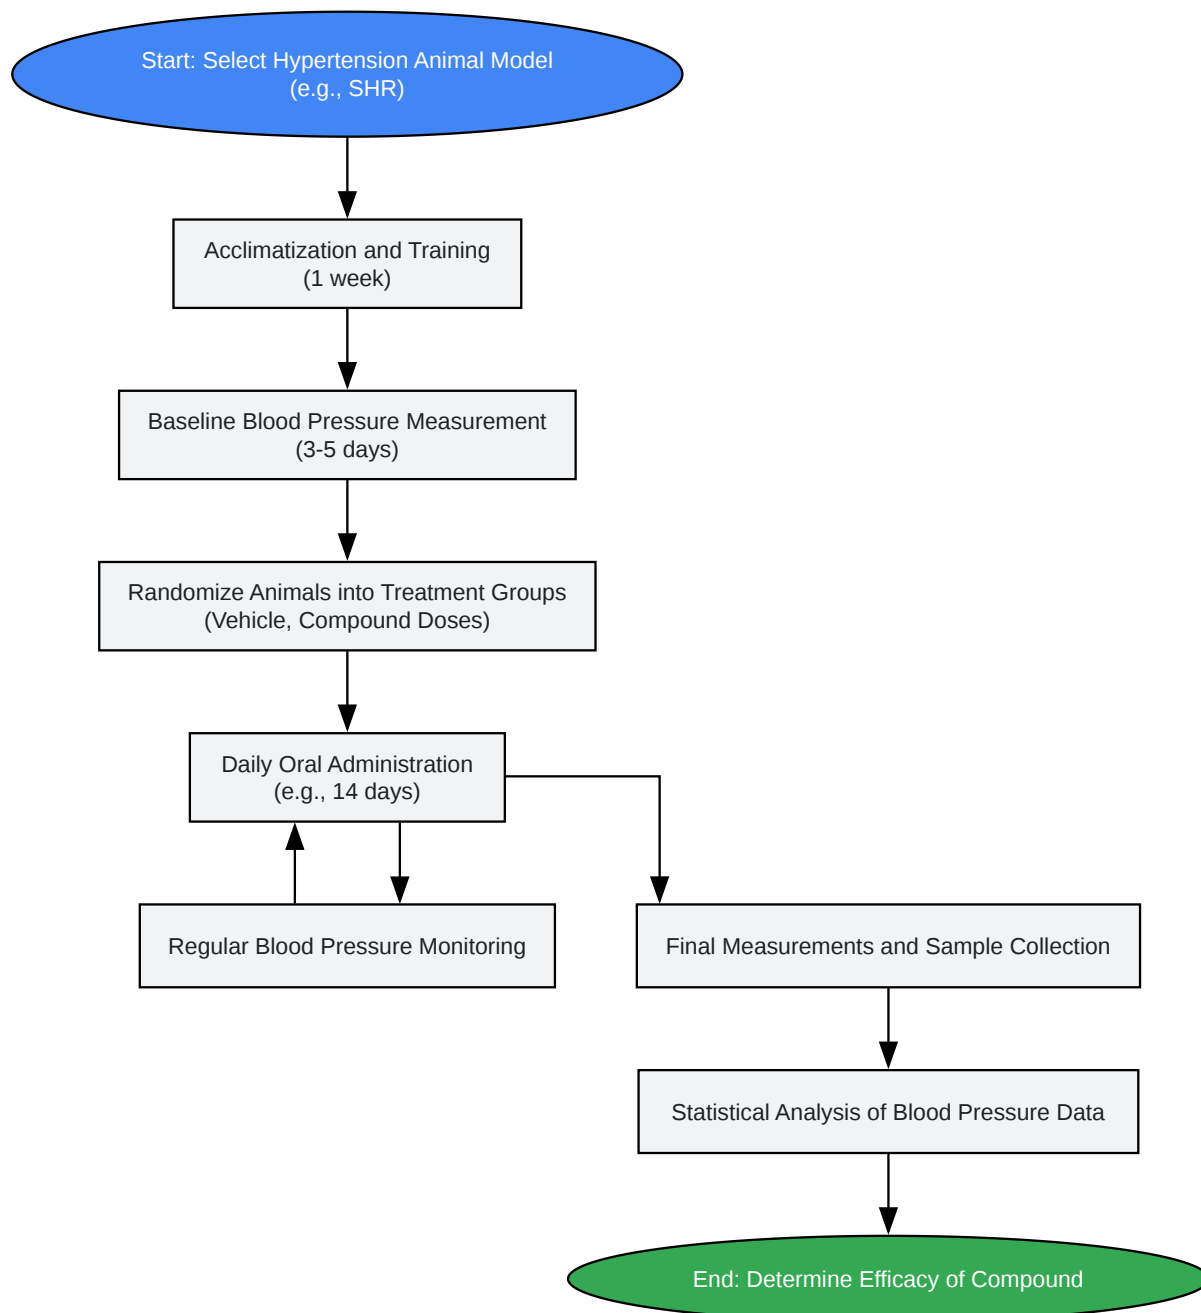 Start: Select Hypertension Animal Model
(e.g., SHR)
Acclimatization and Training
(1 week)
Baseline Blood Pressure Measurement
(3-5 days)
Randomize Animals into Treatment Groups
(Vehicle, Compound Doses)
Daily Oral Administration
(e.g., 14 days)
Regular Blood Pressure Monitoring
Final Measurements and Sample Collection
Statistical Analysis of Blood Pressure Data
End: Determine Efficacy of Compound